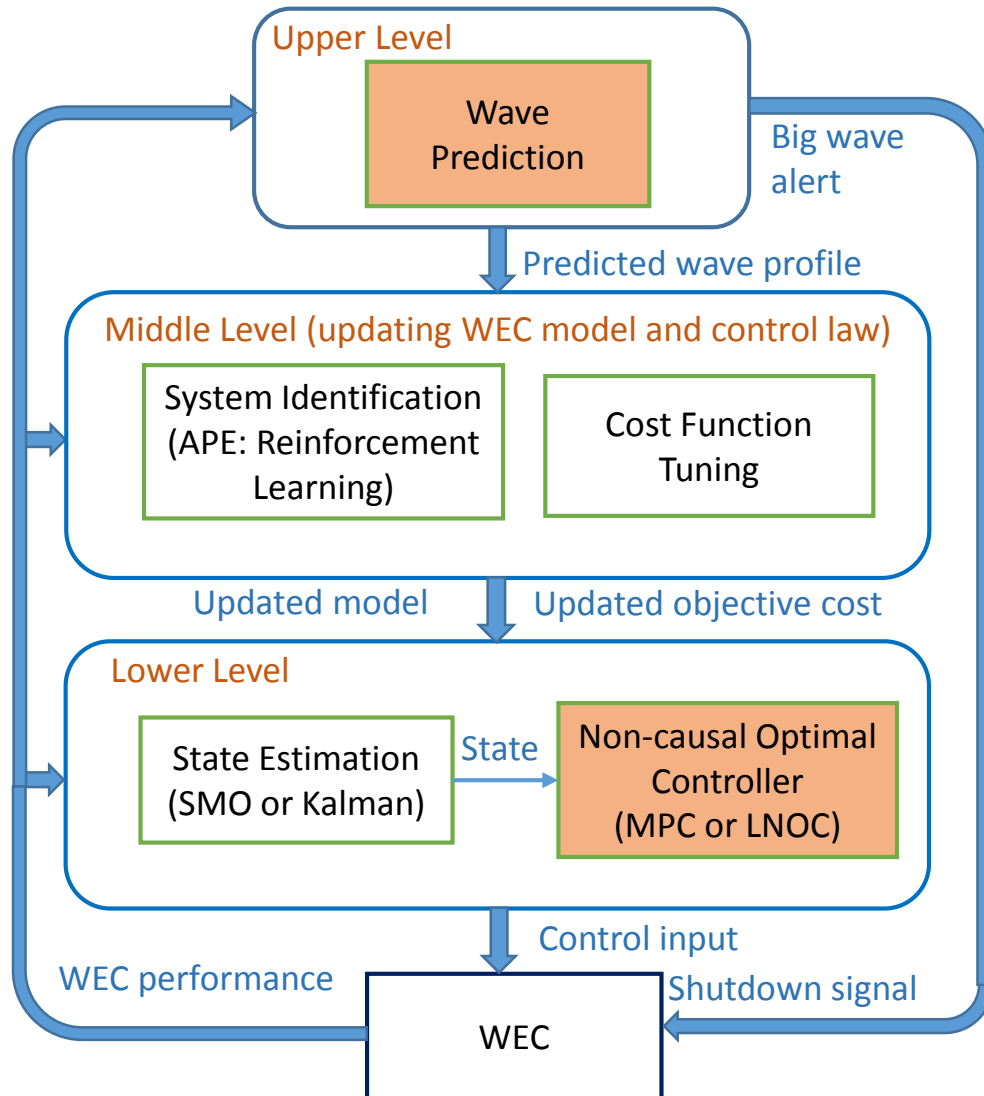 Upper Level
Wave
Prediction
Big wave
alert
Predicted wave profile
Middle Level (updating WEC model and control law)
System Identification
(APE: Reinforcement
Learning)
Cost Function
Tuning
Updated model
Updated objective cost
Lower Level
State Estimation
(SMO or Kalman)
State
Non-causal Optimal
Controller
(MPC or LNOC)
Control input
WEC performance
Shutdown signal
WEC